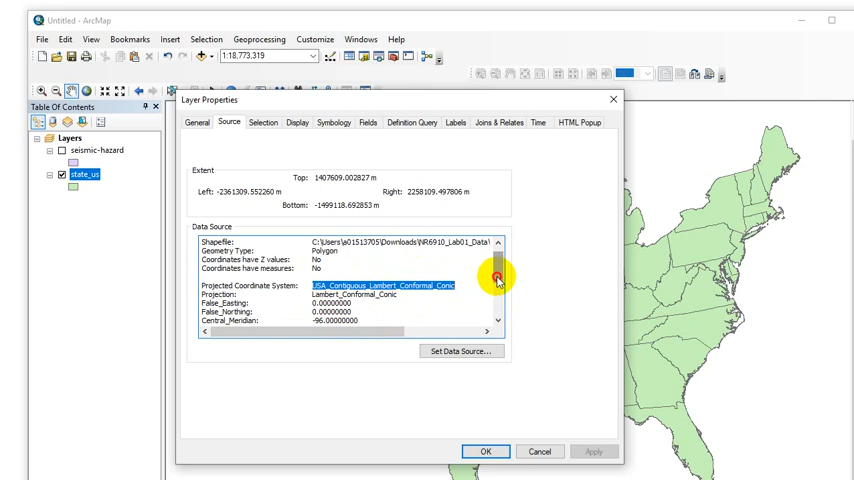 Untitled - ArcMap
File Edit View Bookmarks Insert Selection Geoprocessing Customize Windows Help
1:18,773,319
Table Of Contents
Layers
seismic-hazard
state_us
Layer Properties
General Source Selection Display Symbology Fields Definition Query Labels Joins & Relates Time HTML Popup
Extent
Top: 1407609.002827 m
Left: -2361309.552260 m Right: 2258109.497806 m
Bottom: -1499118.692853 m
Data Source
Shapefile: C:\Users\a01513705\Downloads\NR6910_Lab01_Data\
Geometry Type: Polygon
Coordinates have Z values: No
Coordinates have measures: No
Projected Coordinate System: USA_Contiguous_Lambert_Conformal_Conic
Projection: Lambert_Conformal_Conic
False_Easting: 0.00000000
False_Northing: 0.00000000
Central_Meridian: -96.00000000
Set Data Source...
OK Cancel Apply